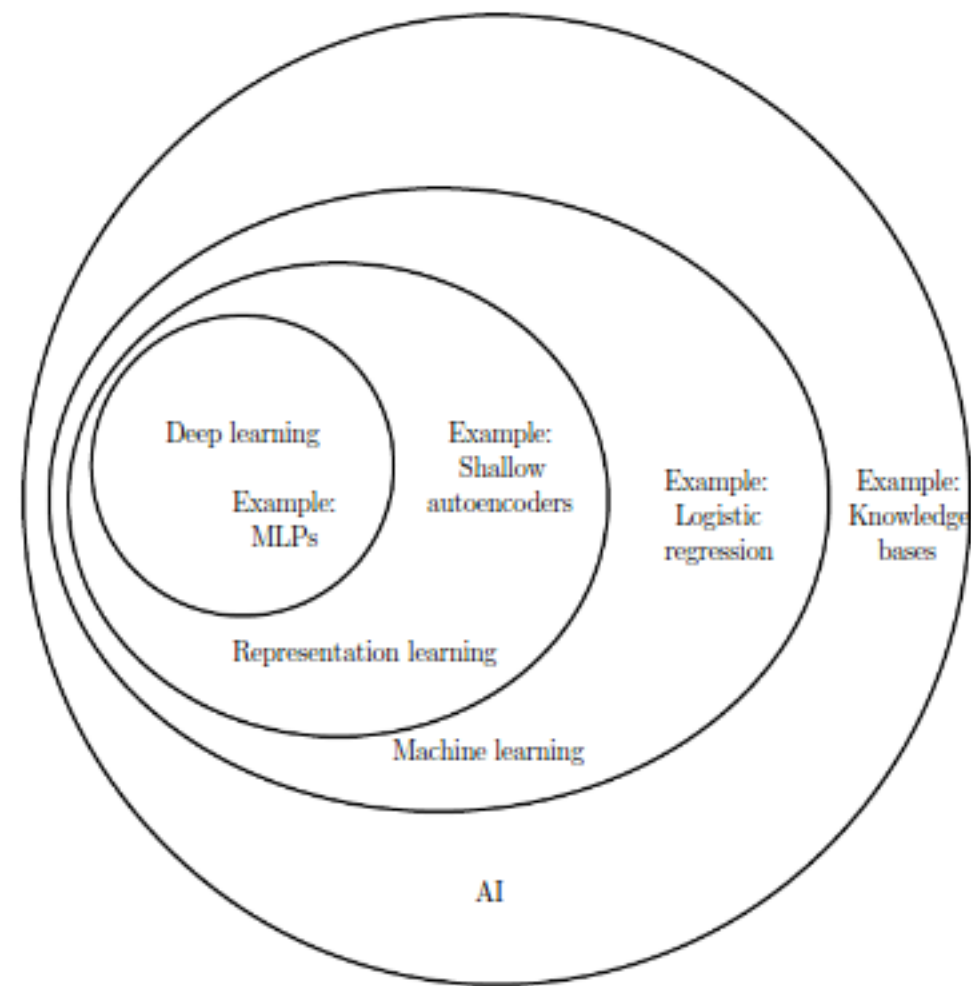 Deep learning
Example:
MLPs
Example:
Shallow
autoencoders
Example:
Logistic
regression
Example:
Knowledge
bases
Representation learning
Machine learning
AI